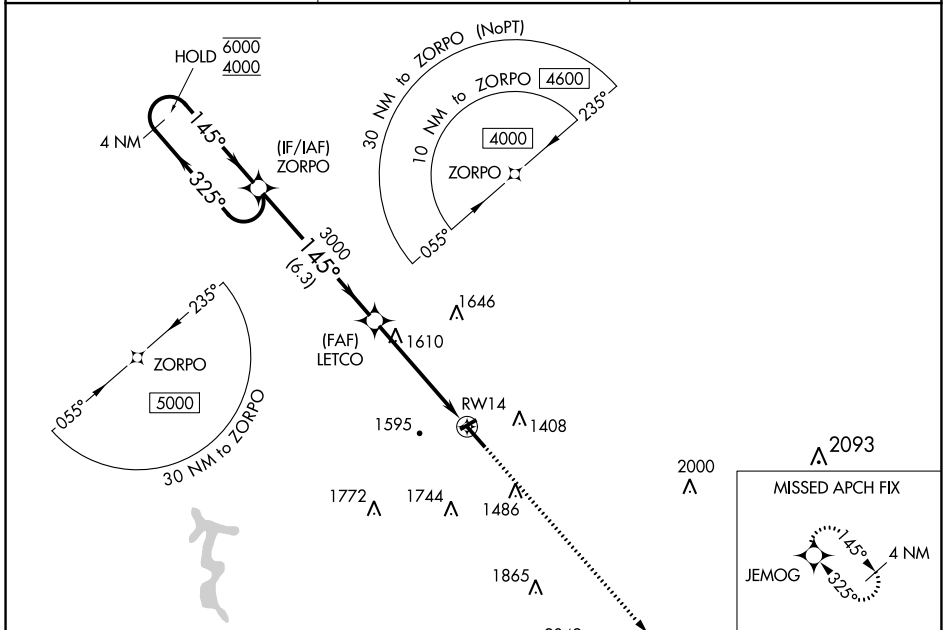 HOLD 6000
4000
4 NM
145°
325°
(IF/IAF)
ZORPO
30 NM to ZORPO (NoPT)
4600
10 NM to ZORPO
4000
ZORPO
235°
055°
3000
145°
(6.3)
(FAF)
LETCO
1646
1610
235°
ZORPO
055°
5000
30 NM to ZORPO
RW14
1595
1408
2093
2000
1772
1744
1486
1865
MISSED APCH FIX
145°
4 NM
JEMOG
325°